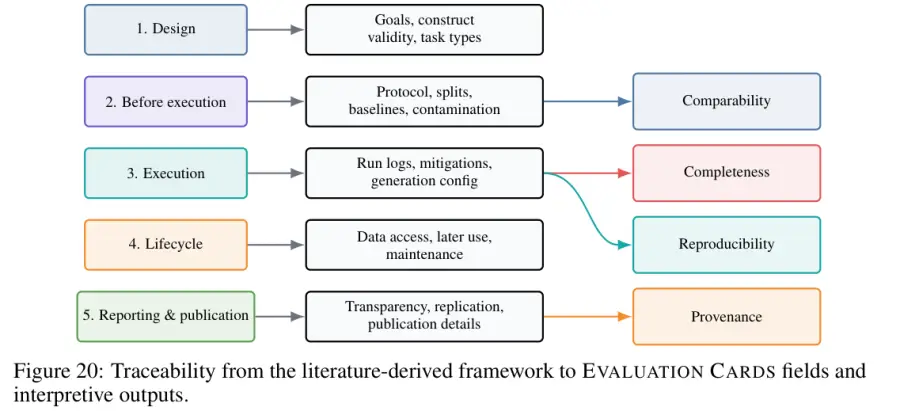 1. Design
Goals, construct
validity, task types
2. Before execution
Protocol, splits,
baselines, contamination
Comparability
3. Execution
Run logs, mitigations,
generation config
Completeness
4. Lifecycle
Data access, later use,
maintenance
Reproducibility
5. Reporting & publication
Transparency, replication,
publication details
Provenance
Figure 20: Traceability from the literature-derived framework to EVALUATION CARDS fields and
interpretive outputs.